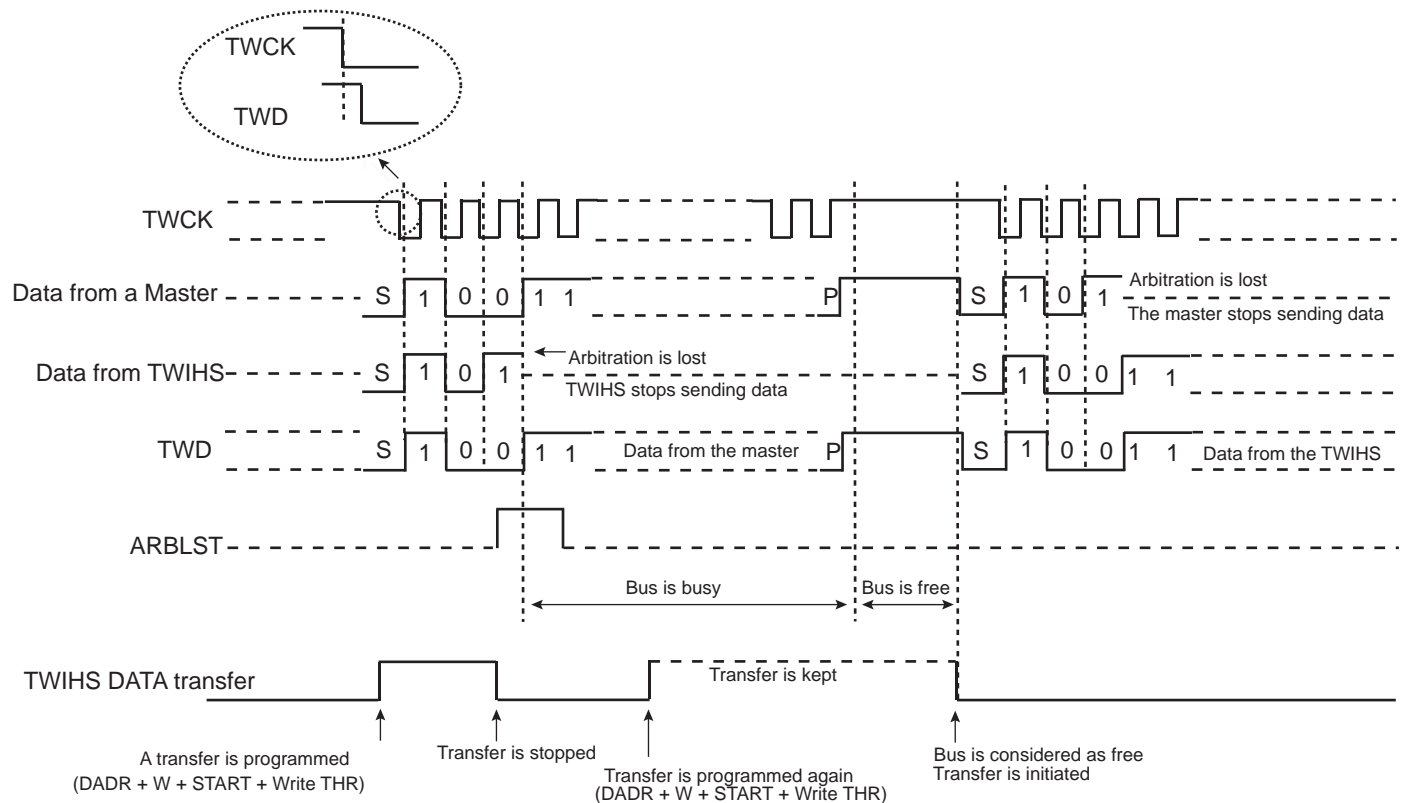 TWCK
TWD
TWCK
Data from a Master S 1 0 0 1 1 P S 1 0 1 Arbitration is lost
The master stops sending data
Data from TWIHS S 1 0 1 Arbitration is lost
TWIHS stops sending data S 1 0 0 1 1
TWD S 1 0 0 1 1 Data from the master P S 1 0 0 1 1 Data from the TWIHS
ARBLST
Bus is busy Bus is free
TWIHS DATA transfer Transfer is kept
A transfer is programmed
(DADR + W + START + Write THR)
Transfer is stopped
Transfer is programmed again
(DADR + W + START + Write THR)
Bus is considered as free
Transfer is initiated